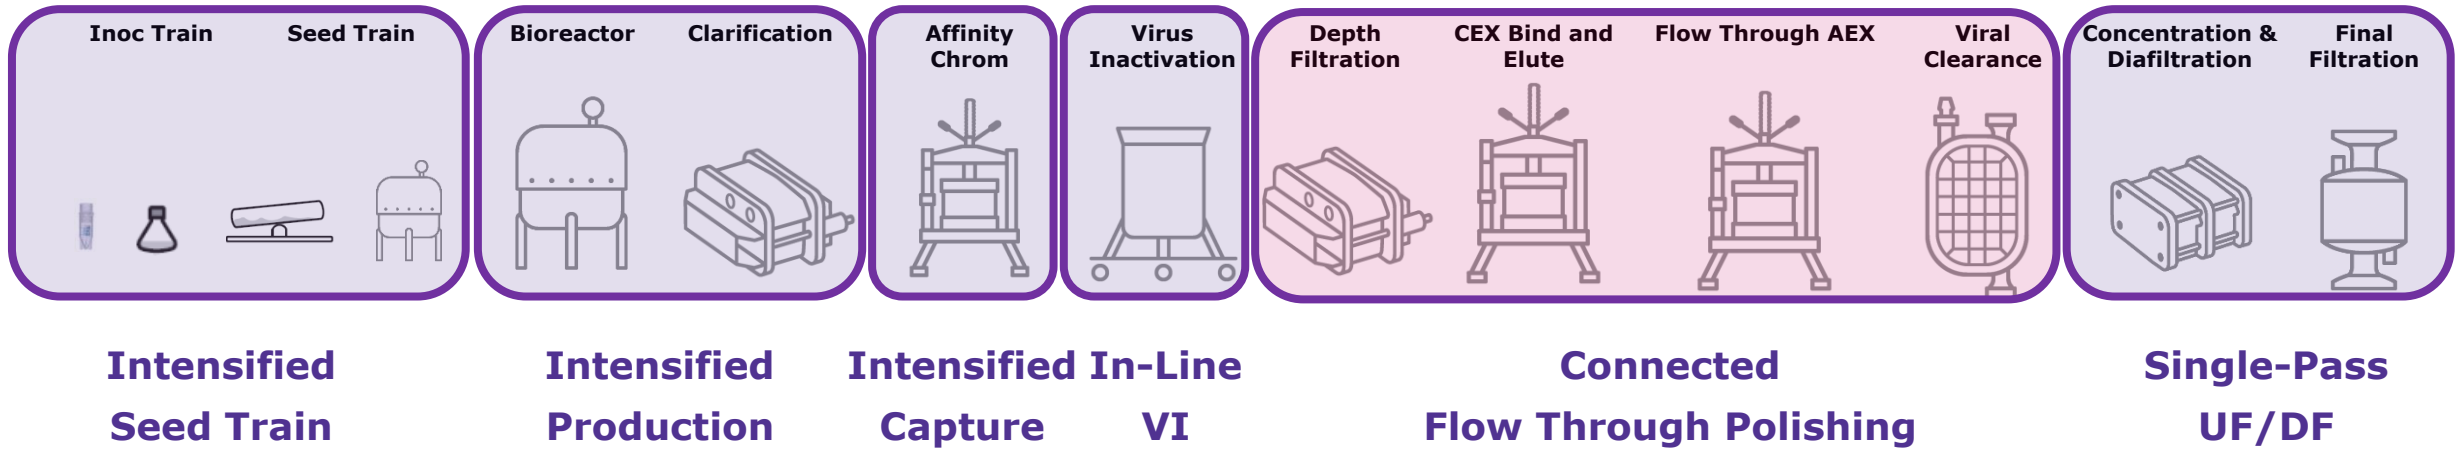 Inoc Train
Seed Train
Bioreactor
Clarification
Affinity
Chrom
Virus
Inactivation
Depth
Filtration
CEX Bind and
Elute
Flow Through AEX
Viral
Clearance
Concentration &
Diafiltration
Final
Filtration
Intensified
Seed Train
Intensified
Production
Intensified
Capture
In-Line
VI
Connected
Flow Through Polishing
Single-Pass
UF/DF